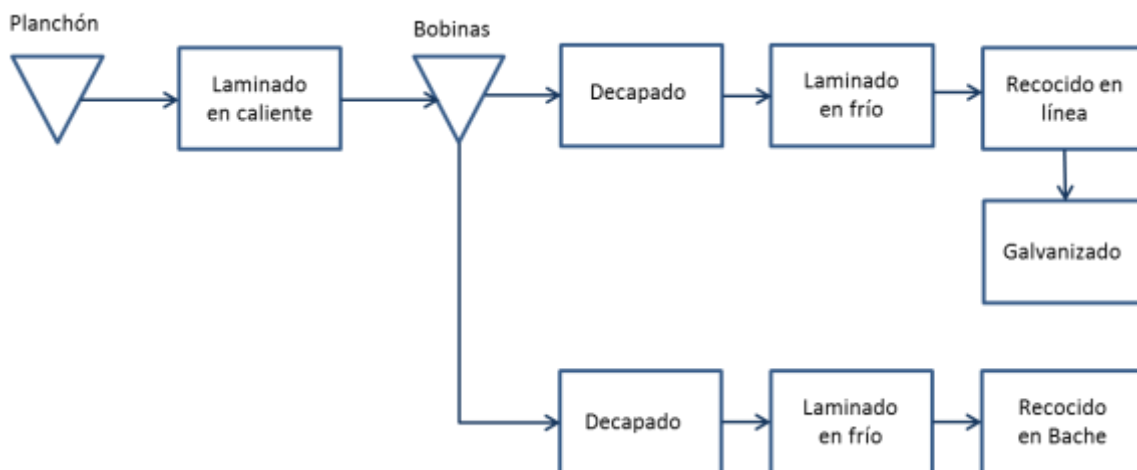 Planchón
Laminado
en caliente
Bobinas
Decapado
Laminado
en frío
Recocido en
línea
Galvanizado
Decapado
Laminado
en frío
Recocido
en Bache